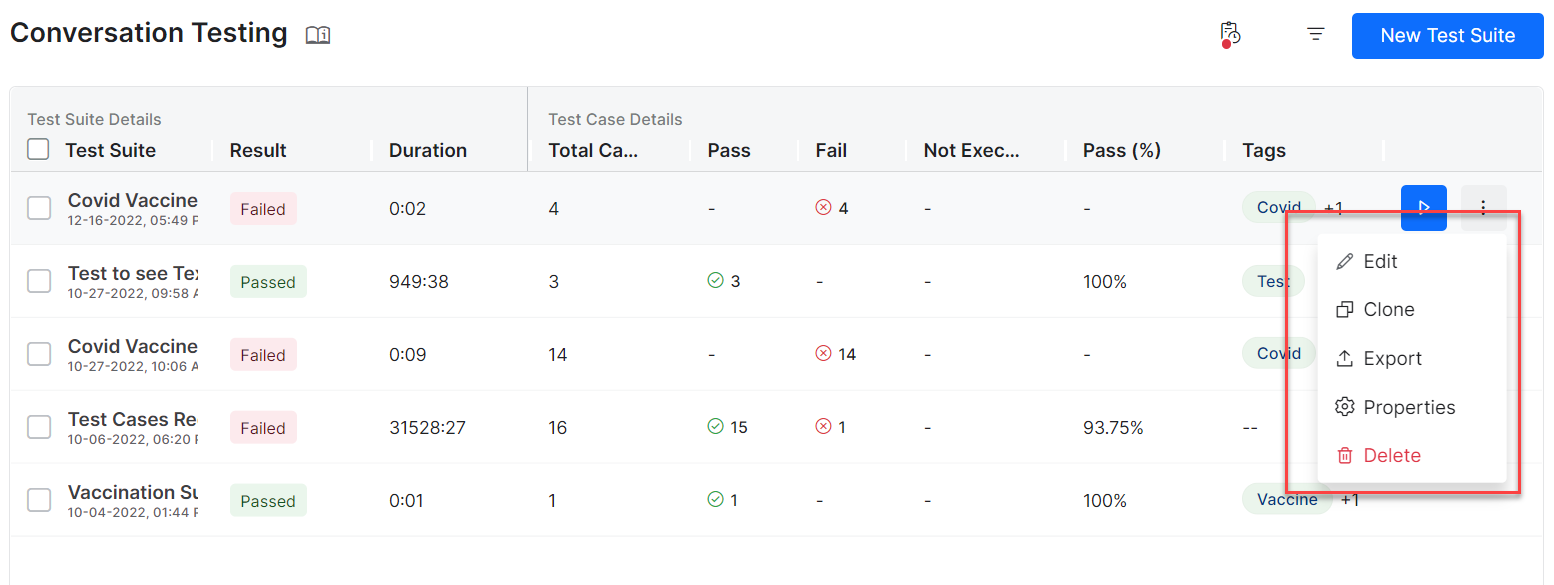 Conversation Testing
New Test Suite
Test Suite Details Test Case Details
Test Suite Result Duration Total Ca... Pass Fail Not Exec... Pass (%) Tags
Covid Vaccine Failed 0:02 4 - 4 - - Covid +1
12-16-2022, 05:49 P
Edit
Test to see Tex Passed 949:38 3 3 - - 100% Test
10-27-2022, 09:58 A
Clone
Covid Vaccine Failed 0:09 14 - 14 - - Covid
10-27-2022, 10:06 A
Export
Properties
Test Cases Re Failed 31528:27 16 15 1 - 93.75% --
10-06-2022, 06:20 P
Delete
Vaccination Su Passed 0:01 1 1 - - 100% Vaccine +1
10-04-2022, 01:44 P